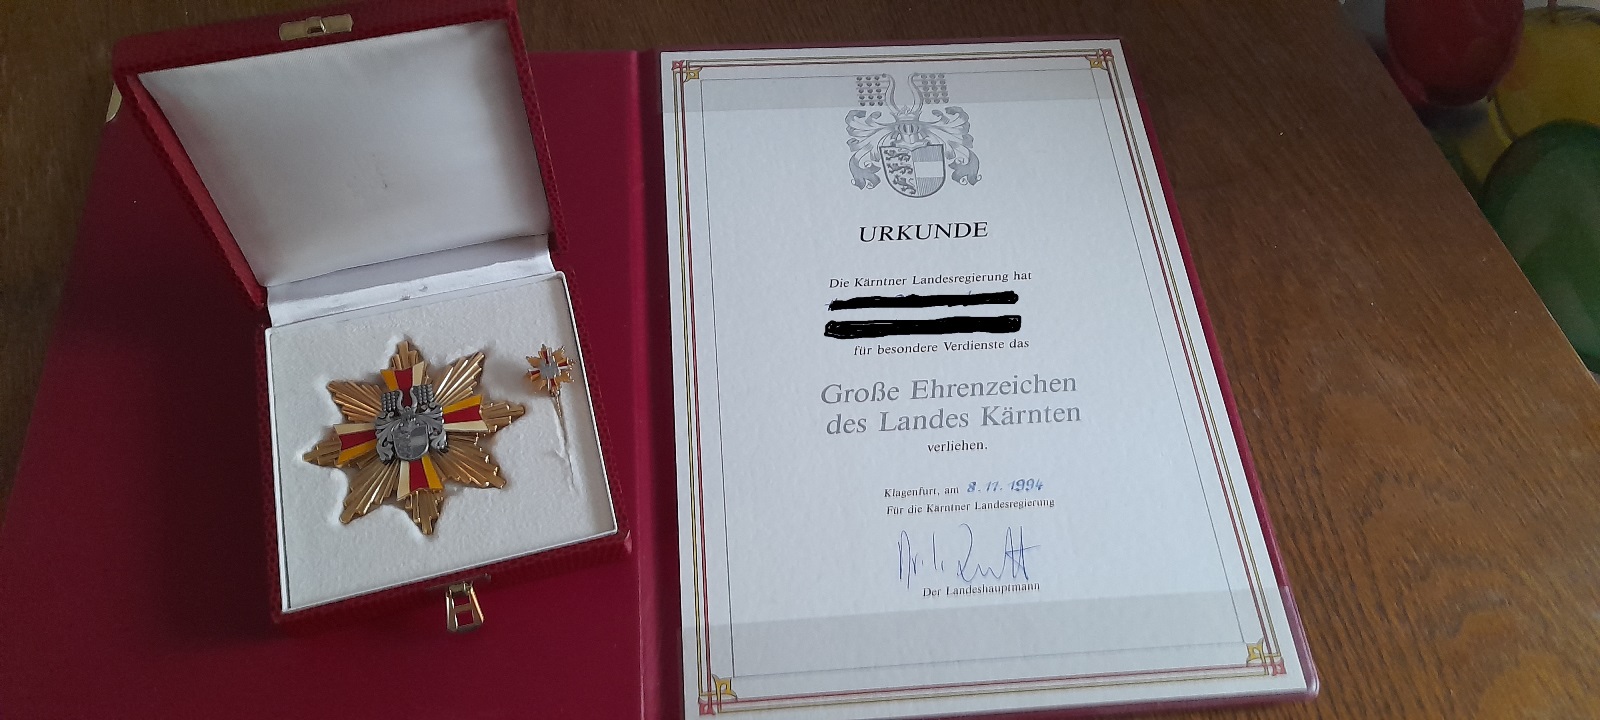 URKUNDE
Die Kärntner Landesregierung hat
für besondere Verdienste das
Große Ehrenzeichen
des Landes Kärnten
verliehen.
Klagenfurt, am 8.11.1994
Für die Kärntner Landesregierung
Der Landeshauptmann